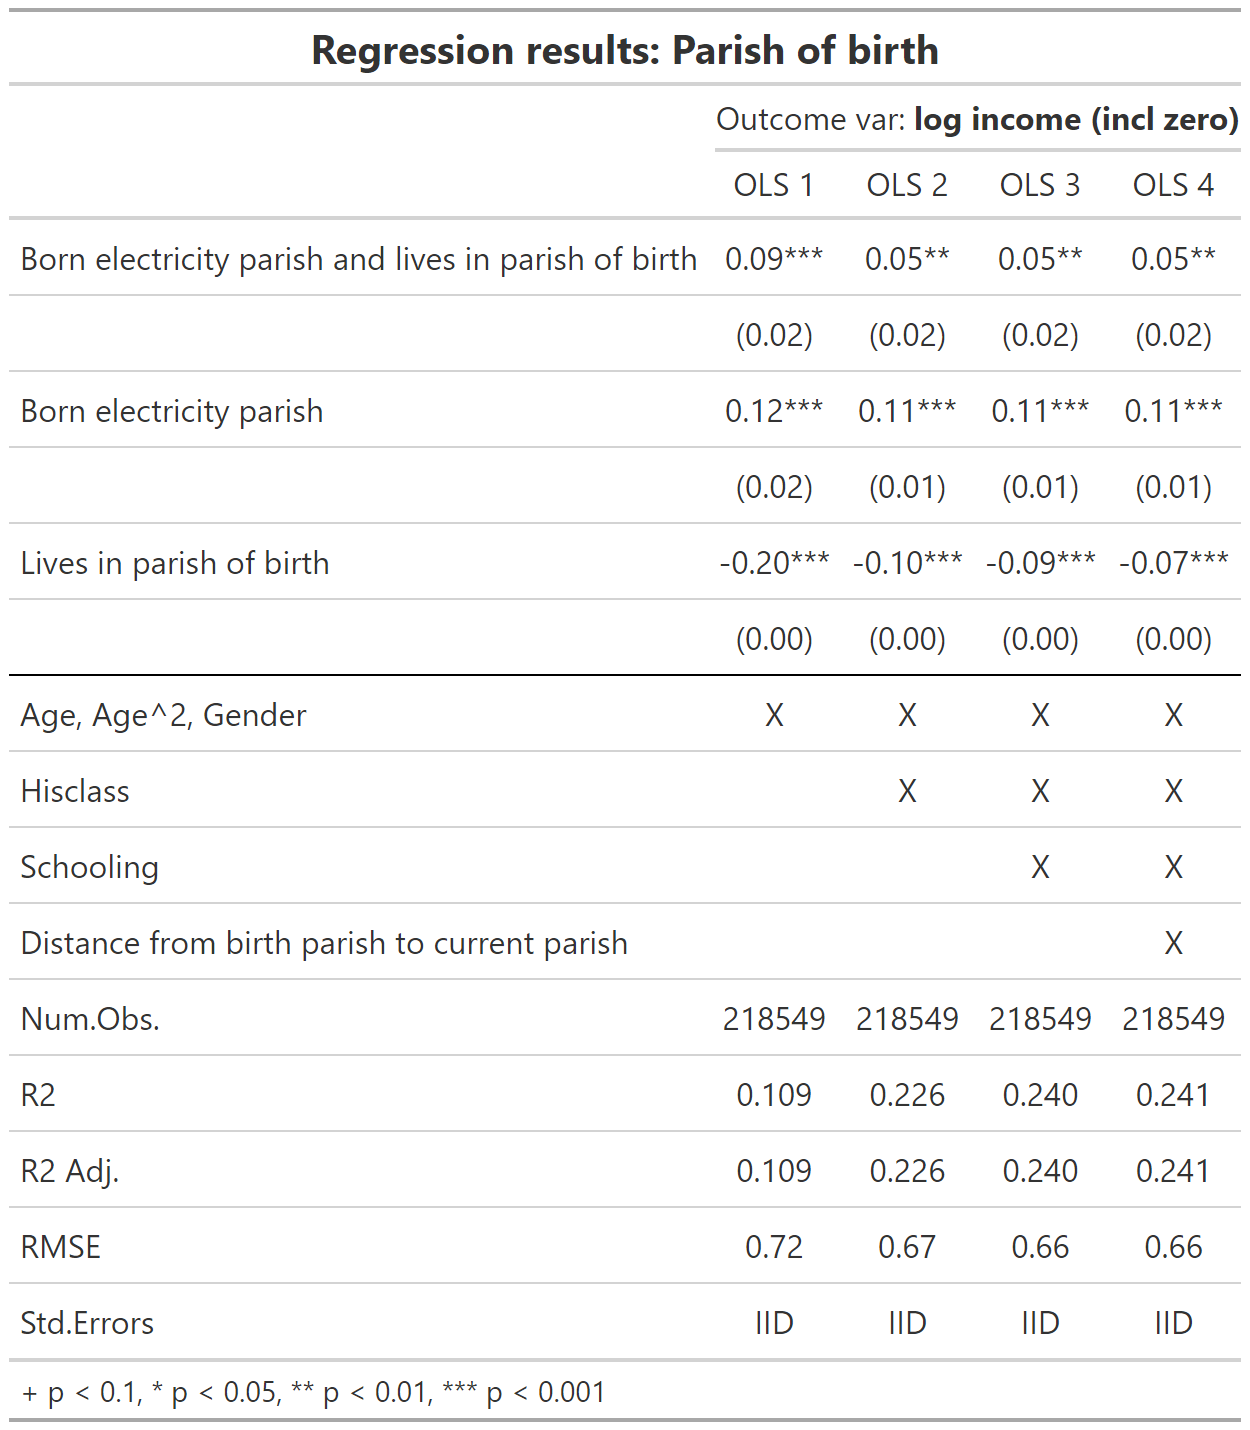 Regression results: Parish of birth
Outcome var: log income (incl zero)
OLS 1 OLS 2 OLS 3 OLS 4
Born electricity parish and lives in parish of birth 0.09*** 0.05** 0.05** 0.05**
(0.02) (0.02) (0.02) (0.02)
Born electricity parish 0.12*** 0.11*** 0.11*** 0.11***
(0.02) (0.01) (0.01) (0.01)
Lives in parish of birth -0.20*** -0.10*** -0.09*** -0.07***
(0.00) (0.00) (0.00) (0.00)
Age, Age^2, Gender X X X X
Hisclass X X X
Schooling X X
Distance from birth parish to current parish X
Num.Obs. 218549 218549 218549 218549
R2 0.109 0.226 0.240 0.241
R2 Adj. 0.109 0.226 0.240 0.241
RMSE 0.72 0.67 0.66 0.66
Std.Errors IID IID IID IID
+ p < 0.1, * p < 0.05, ** p < 0.01, *** p < 0.001